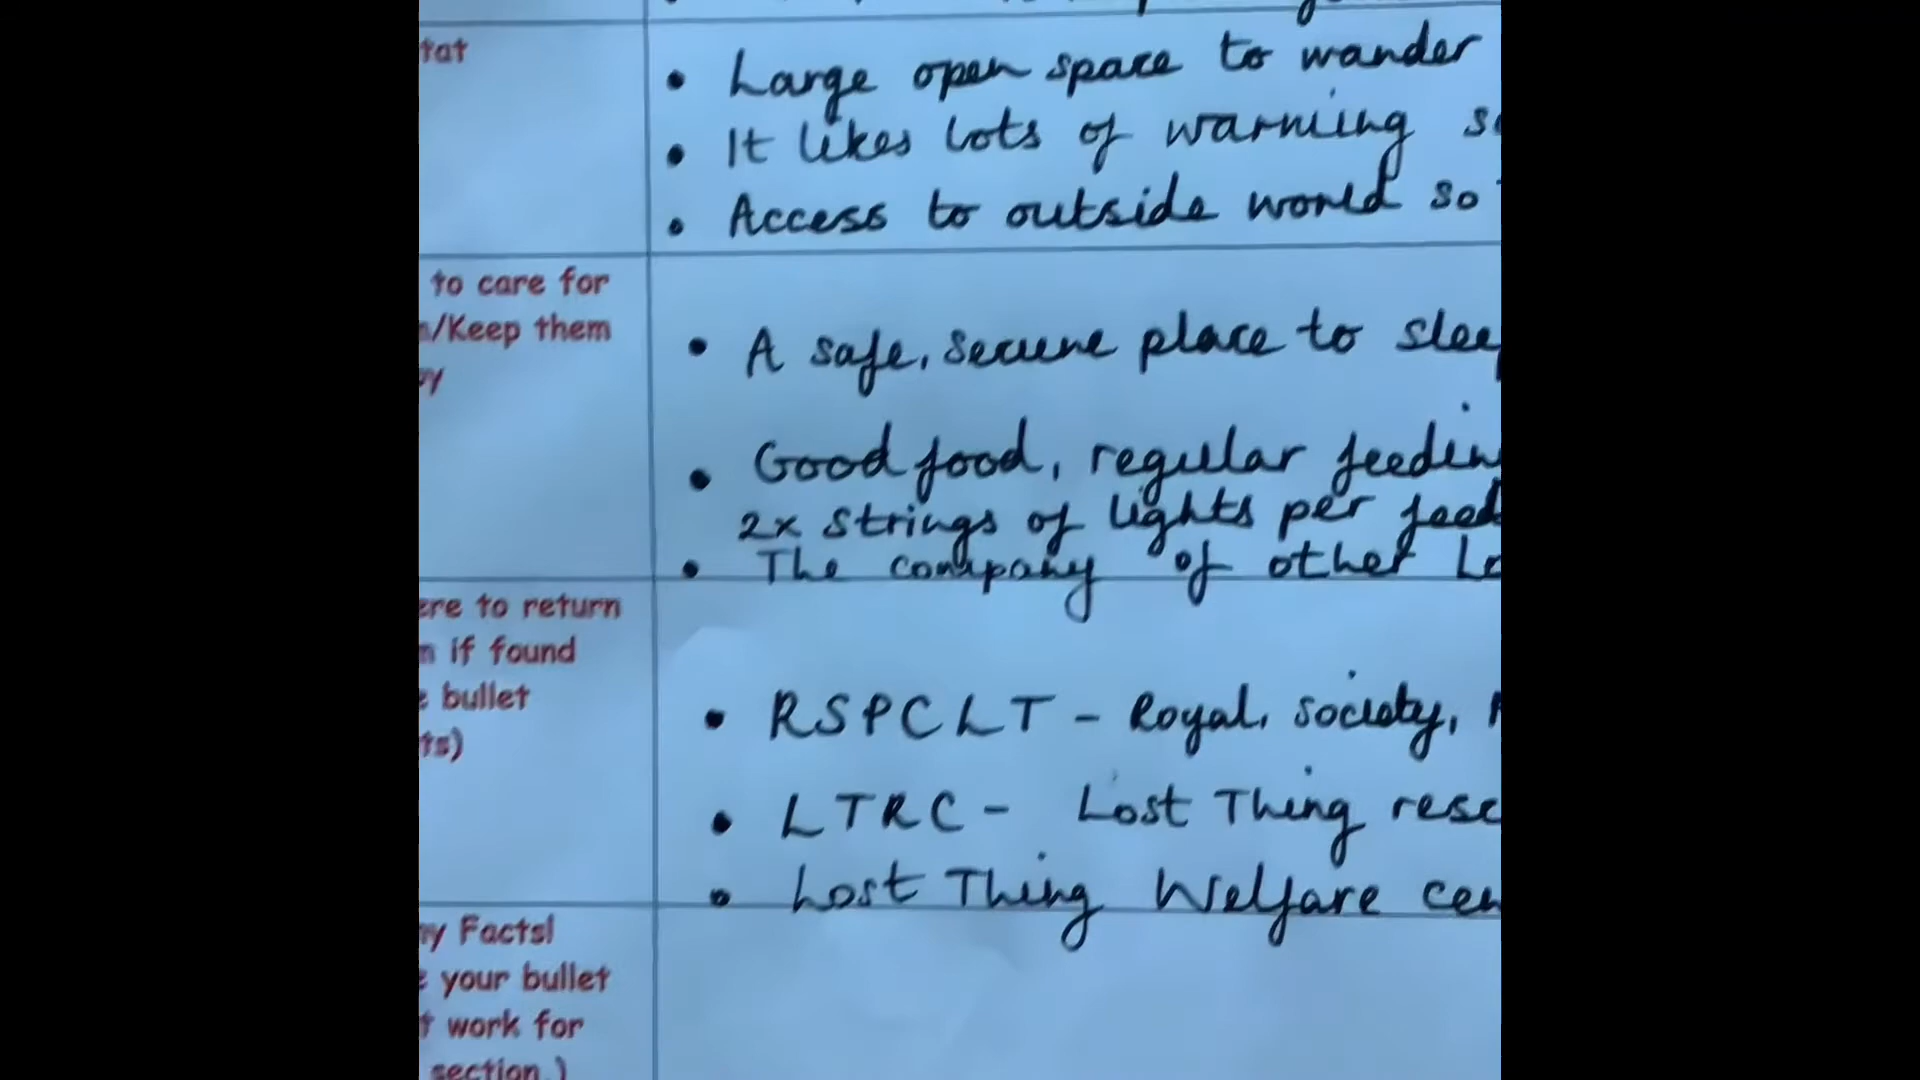 tat
• Large open space to wander
• It likes lots of warning
• Access to outside world so
to care for
/Keep them
• A safe, secure place to slee
• Good food, regular feedin
2x strings of lights per feed
• The company of other
to return
if found
bullet
ts)
• RSPCLT - Royal, society,
• LTRC - Lost Thing resc
• Lost Thing Welfare cen
y Facts!
your bullet
work for
section.)